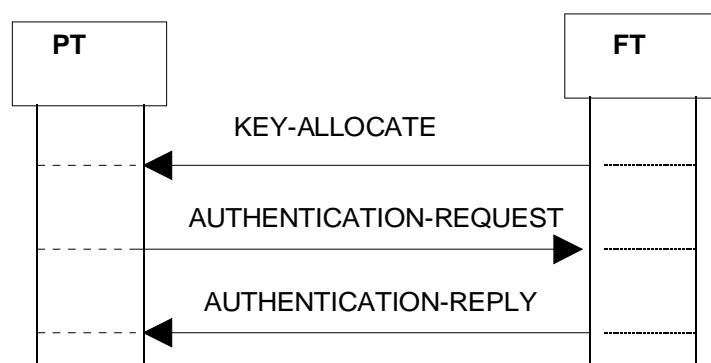 PT
FT
KEY-ALLOCATE
AUTHENTICATION-REQUEST
AUTHENTICATION-REPLY